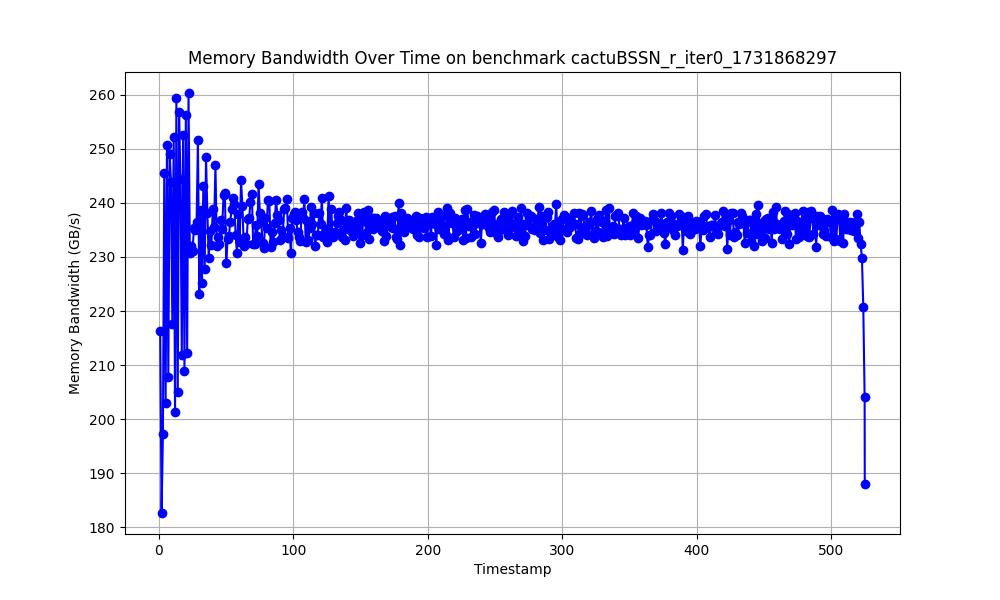 Memory Bandwidth Over Time on benchmark cactuBSSN_r_iter0_1731868297
260
250
240
230
220
210
200
190
180
Memory Bandwidth (GB/s)
0 100 200 300 400 500
Timestamp